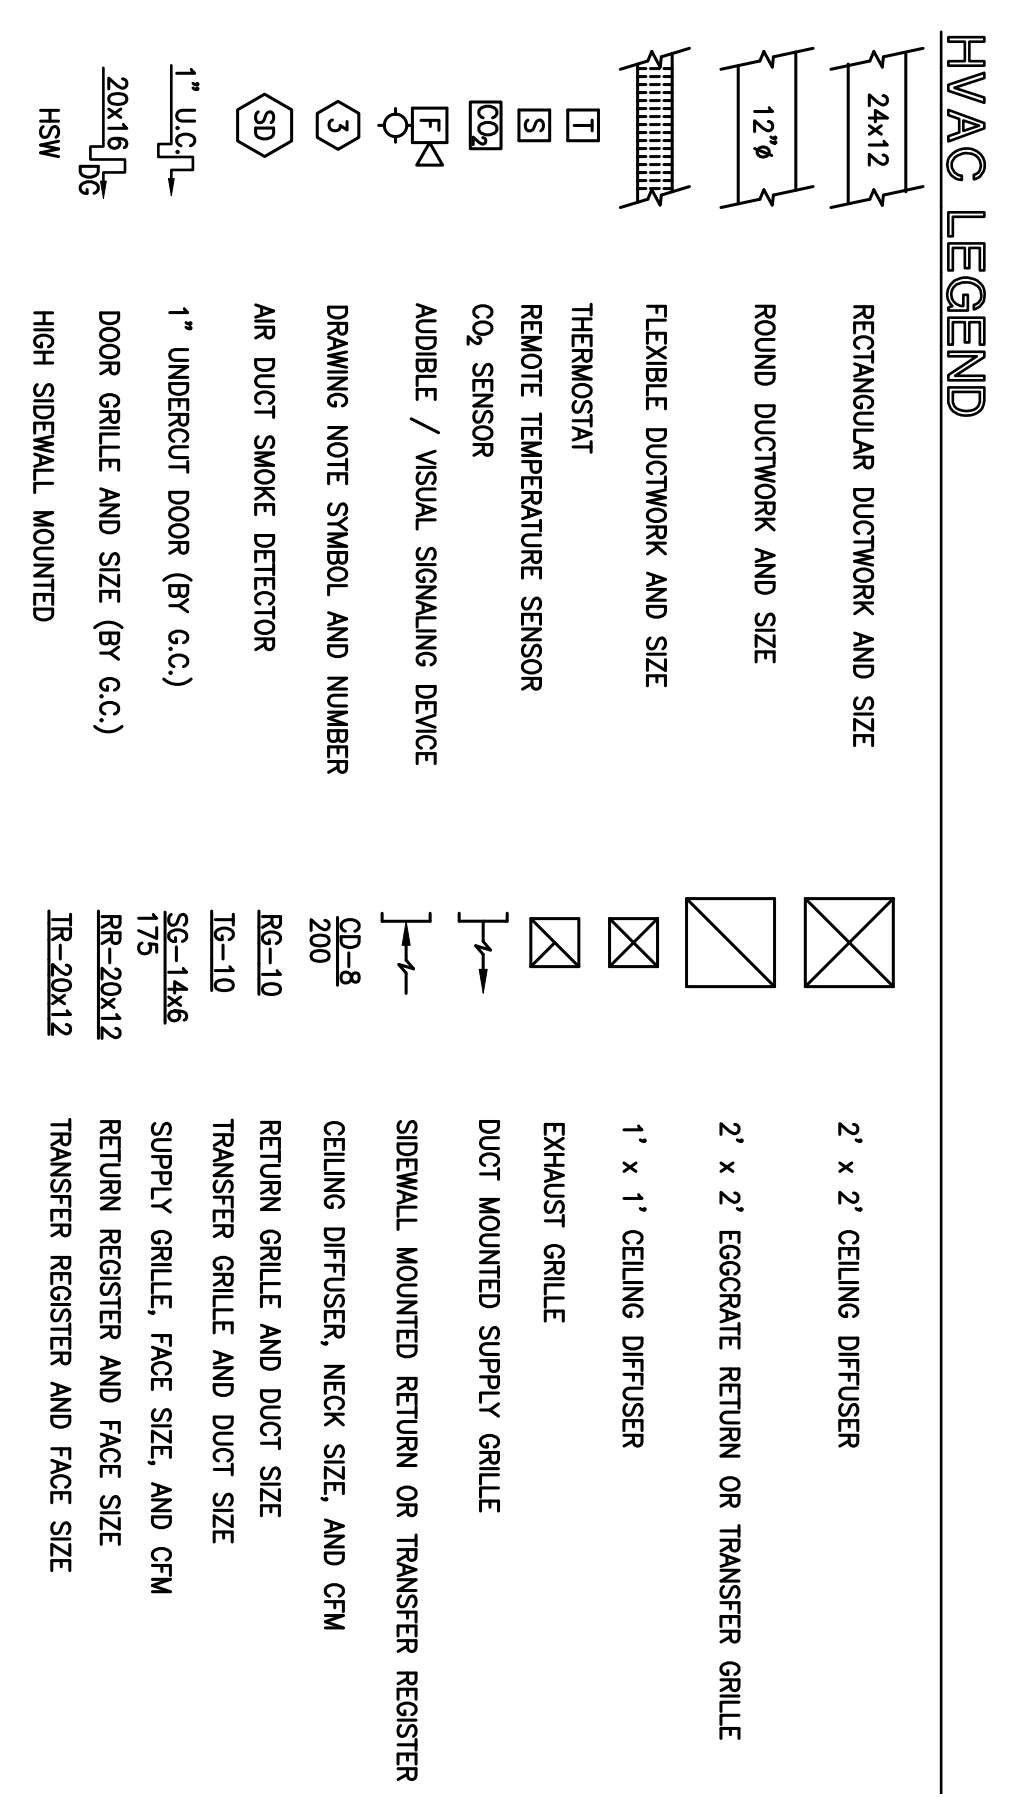 HVAC LEGEND
24x12 RECTANGULAR DUCTWORK AND SIZE
12"ø ROUND DUCTWORK AND SIZE
FLEXIBLE DUCTWORK AND SIZE
T THERMOSTAT
S REMOTE TEMPERATURE SENSOR
CO₂ CO₂ SENSOR
F AUDIBLE / VISUAL SIGNALING DEVICE
3 DRAWING NOTE SYMBOL AND NUMBER
SD AIR DUCT SMOKE DETECTOR
1" U.C. 1" UNDERCUT DOOR (BY G.C.)
20x16 DOOR GRILLE AND SIZE (BY G.C.)
DG
HSW HIGH SIDEWALL MOUNTED
2' x 2' CEILING DIFFUSER
2' x 2' EGGCRATE RETURN OR TRANSFER GRILLE
1' x 1' CEILING DIFFUSER
EXHAUST GRILLE
DUCT MOUNTED SUPPLY GRILLE
SIDEWALL MOUNTED RETURN OR TRANSFER REGISTER
CD-8 CEILING DIFFUSER, NECK SIZE, AND CFM
200
RG-10 RETURN GRILLE AND DUCT SIZE
TG-10 TRANSFER GRILLE AND DUCT SIZE
SG-14x6 SUPPLY GRILLE, FACE SIZE, AND CFM
175
RR-20x12 RETURN REGISTER AND FACE SIZE
TR-20x12 TRANSFER REGISTER AND FACE SIZE